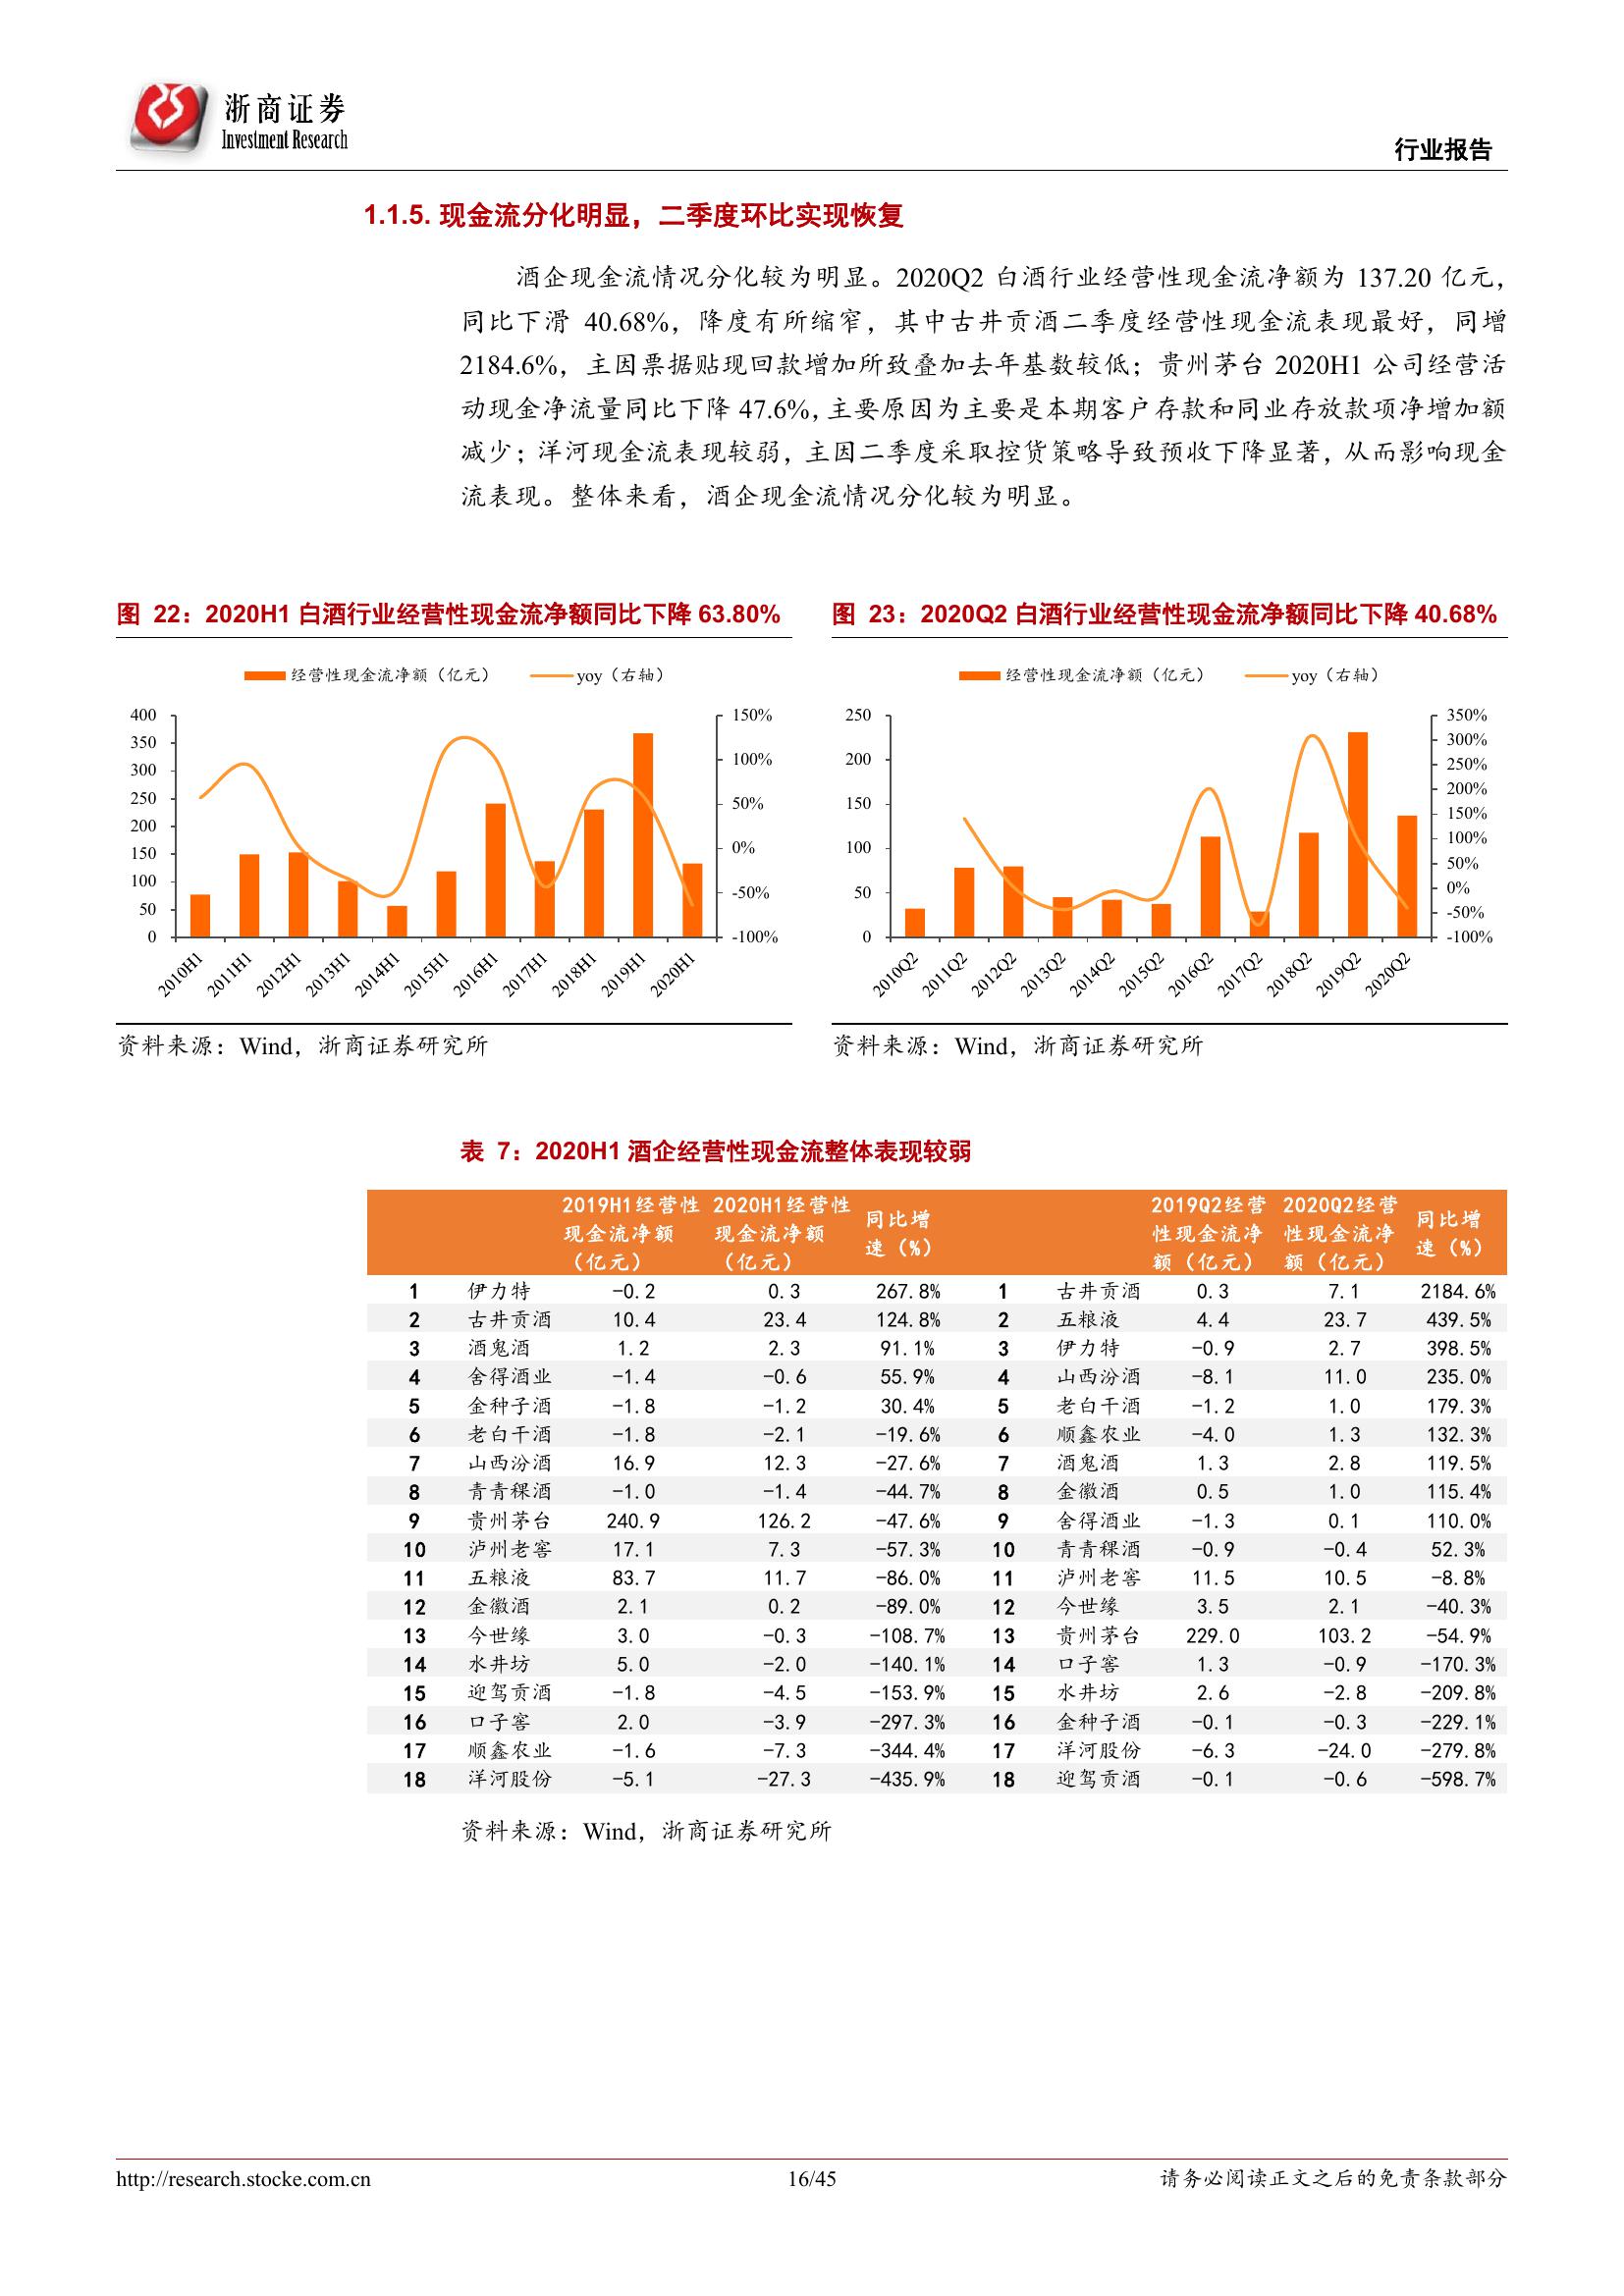 浙商证券
Investment Research
行业报告
1.1.5. 现金流分化明显，二季度环比实现恢复
酒企现金流情况分化较为明显。2020Q2 白酒行业经营性现金流净额为 137.20 亿元，
同比下滑 40.68%，降度有所缩窄，其中古井贡酒二季度经营性现金流表现最好，同增
2184.6%，主因票据贴现回款增加所致叠加去年基数较低；贵州茅台 2020H1 公司经营活
动现金净流量同比下降 47.6%，主要原因为主要是本期客户存款和同业存放款项净增加额
减少；洋河现金流表现较弱，主因二季度采取控货策略导致预收下降显著，从而影响现金
流表现。整体来看，酒企现金流情况分化较为明显。
图 22：2020H1 白酒行业经营性现金流净额同比下降 63.80%
经营性现金流净额（亿元） yoy（右轴）
400 150%
350
300 100%
250 50%
200
150 0%
100 -50%
50
0 -100%
2010H1 2011H1 2012H1 2013H1 2014H1 2015H1 2016H1 2017H1 2018H1 2019H1 2020H1
资料来源：Wind，浙商证券研究所
图 23：2020Q2 白酒行业经营性现金流净额同比下降 40.68%
经营性现金流净额（亿元） yoy（右轴）
250 350%
300%
200 250%
200%
150 150%
100 100%
50%
50 0%
-50%
0 -100%
2010Q2 2011Q2 2012Q2 2013Q2 2014Q2 2015Q2 2016Q2 2017Q2 2018Q2 2019Q2 2020Q2
资料来源：Wind，浙商证券研究所
表 7：2020H1 酒企经营性现金流整体表现较弱
2019H1经营性 2020H1经营性 同比增 2019Q2经营 2020Q2经营 同比增
现金流净额 现金流净额 速（%） 性现金流净 性现金流净 速（%）
（亿元） （亿元） 额（亿元） 额（亿元）
1 伊力特 -0.2 0.3 267.8% 1 古井贡酒 0.3 7.1 2184.6%
2 古井贡酒 10.4 23.4 124.8% 2 五粮液 4.4 23.7 439.5%
3 酒鬼酒 1.2 2.3 91.1% 3 伊力特 -0.9 2.7 398.5%
4 舍得酒业 -1.4 -0.6 55.9% 4 山西汾酒 -8.1 11.0 235.0%
5 金种子酒 -1.8 -1.2 30.4% 5 老白干酒 -1.2 1.0 179.3%
6 老白干酒 -1.8 -2.1 -19.6% 6 顺鑫农业 -4.0 1.3 132.3%
7 山西汾酒 16.9 12.3 -27.6% 7 酒鬼酒 1.3 2.8 119.5%
8 青青稞酒 -1.0 -1.4 -44.7% 8 金徽酒 0.5 1.0 115.4%
9 贵州茅台 240.9 126.2 -47.6% 9 舍得酒业 -1.3 0.1 110.0%
10 泸州老窖 17.1 7.3 -57.3% 10 青青稞酒 -0.9 -0.4 52.3%
11 五粮液 83.7 11.7 -86.0% 11 泸州老窖 11.5 10.5 -8.8%
12 金徽酒 2.1 0.2 -89.0% 12 今世缘 3.5 2.1 -40.3%
13 今世缘 3.0 -0.3 -108.7% 13 贵州茅台 229.0 103.2 -54.9%
14 水井坊 5.0 -2.0 -140.1% 14 口子窖 1.3 -0.9 -170.3%
15 迎驾贡酒 -1.8 -4.5 -153.9% 15 水井坊 2.6 -2.8 -209.8%
16 口子窖 2.0 -3.9 -297.3% 16 金种子酒 -0.1 -0.3 -229.1%
17 顺鑫农业 -1.6 -7.3 -344.4% 17 洋河股份 -6.3 -24.0 -279.8%
18 洋河股份 -5.1 -27.3 -435.9% 18 迎驾贡酒 -0.1 -0.6 -598.7%
资料来源：Wind，浙商证券研究所
http://research.stocke.com.cn 16/45 请务必阅读正文之后的免责条款部分